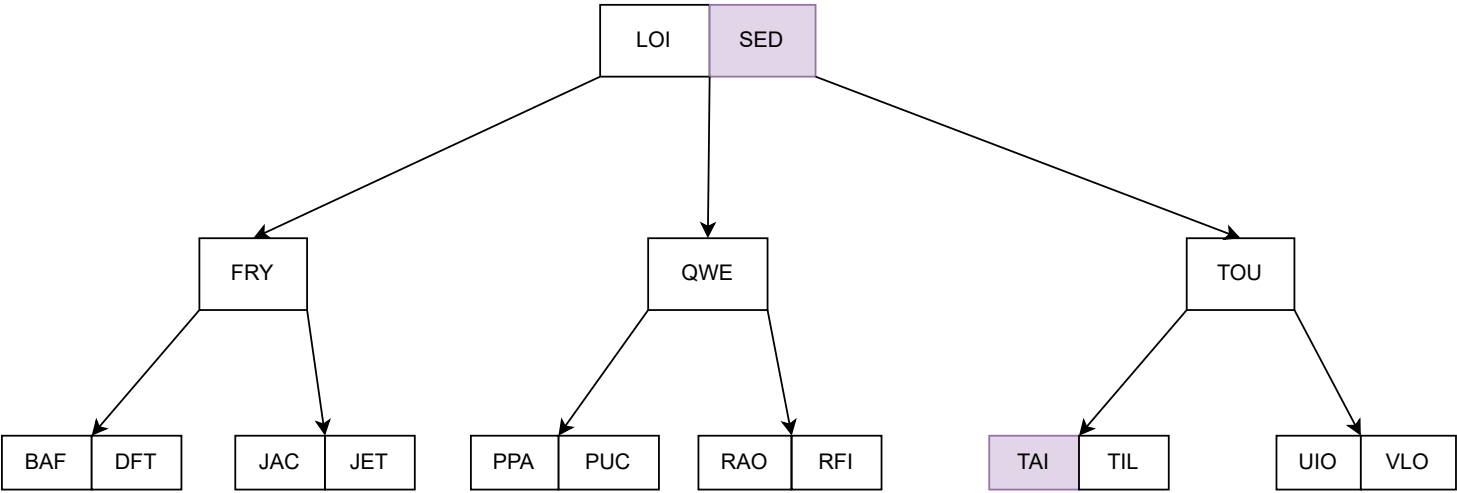 LOI SED
FRY QWE TOU
BAF DFT JAC JET PPA PUC RAO RFI TAI TIL UIO VLO